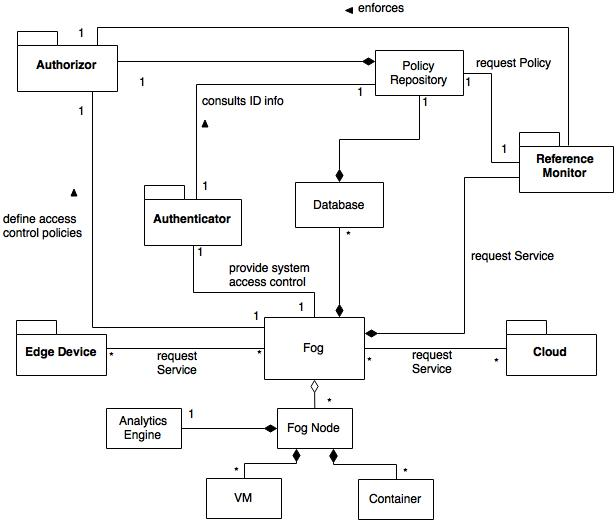 enforces
1
Authorizor
Policy
Repository
request Policy
1
1
1
1
consults ID info
1
1
Reference
Monitor
1
Authenticator
Database
define access
control policies
*
1
request Service
provide system
access control
1
1
Edge Device
*
request
Service
*
Fog
*
request
Service
*
Cloud
*
Analytics
Engine
1
Fog Node
*
*
VM
Container